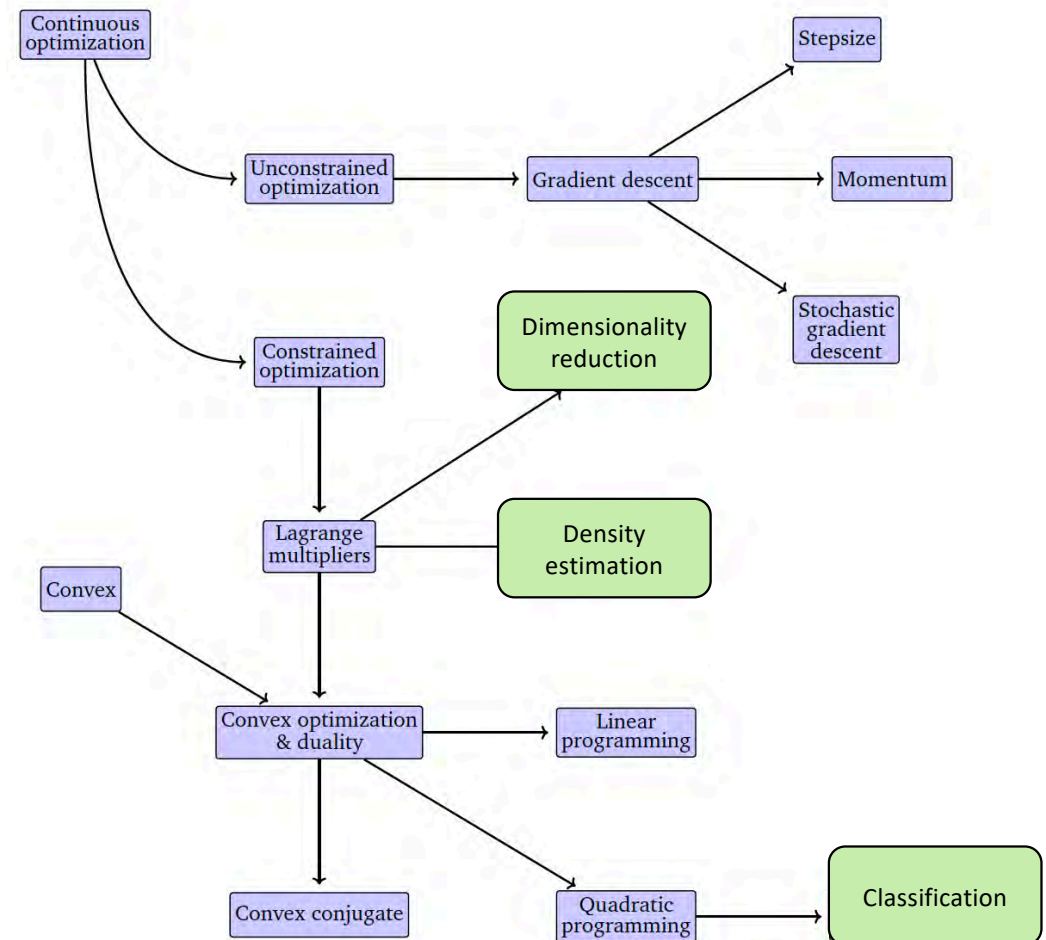 Continuous
optimization
Stepsize
Unconstrained
optimization
Gradient descent
Momentum
Stochastic
gradient
descent
Dimensionality
reduction
Constrained
optimization
Lagrange
multipliers
Density
estimation
Convex
Convex optimization
& duality
Linear
programming
Convex conjugate
Quadratic
programming
Classification